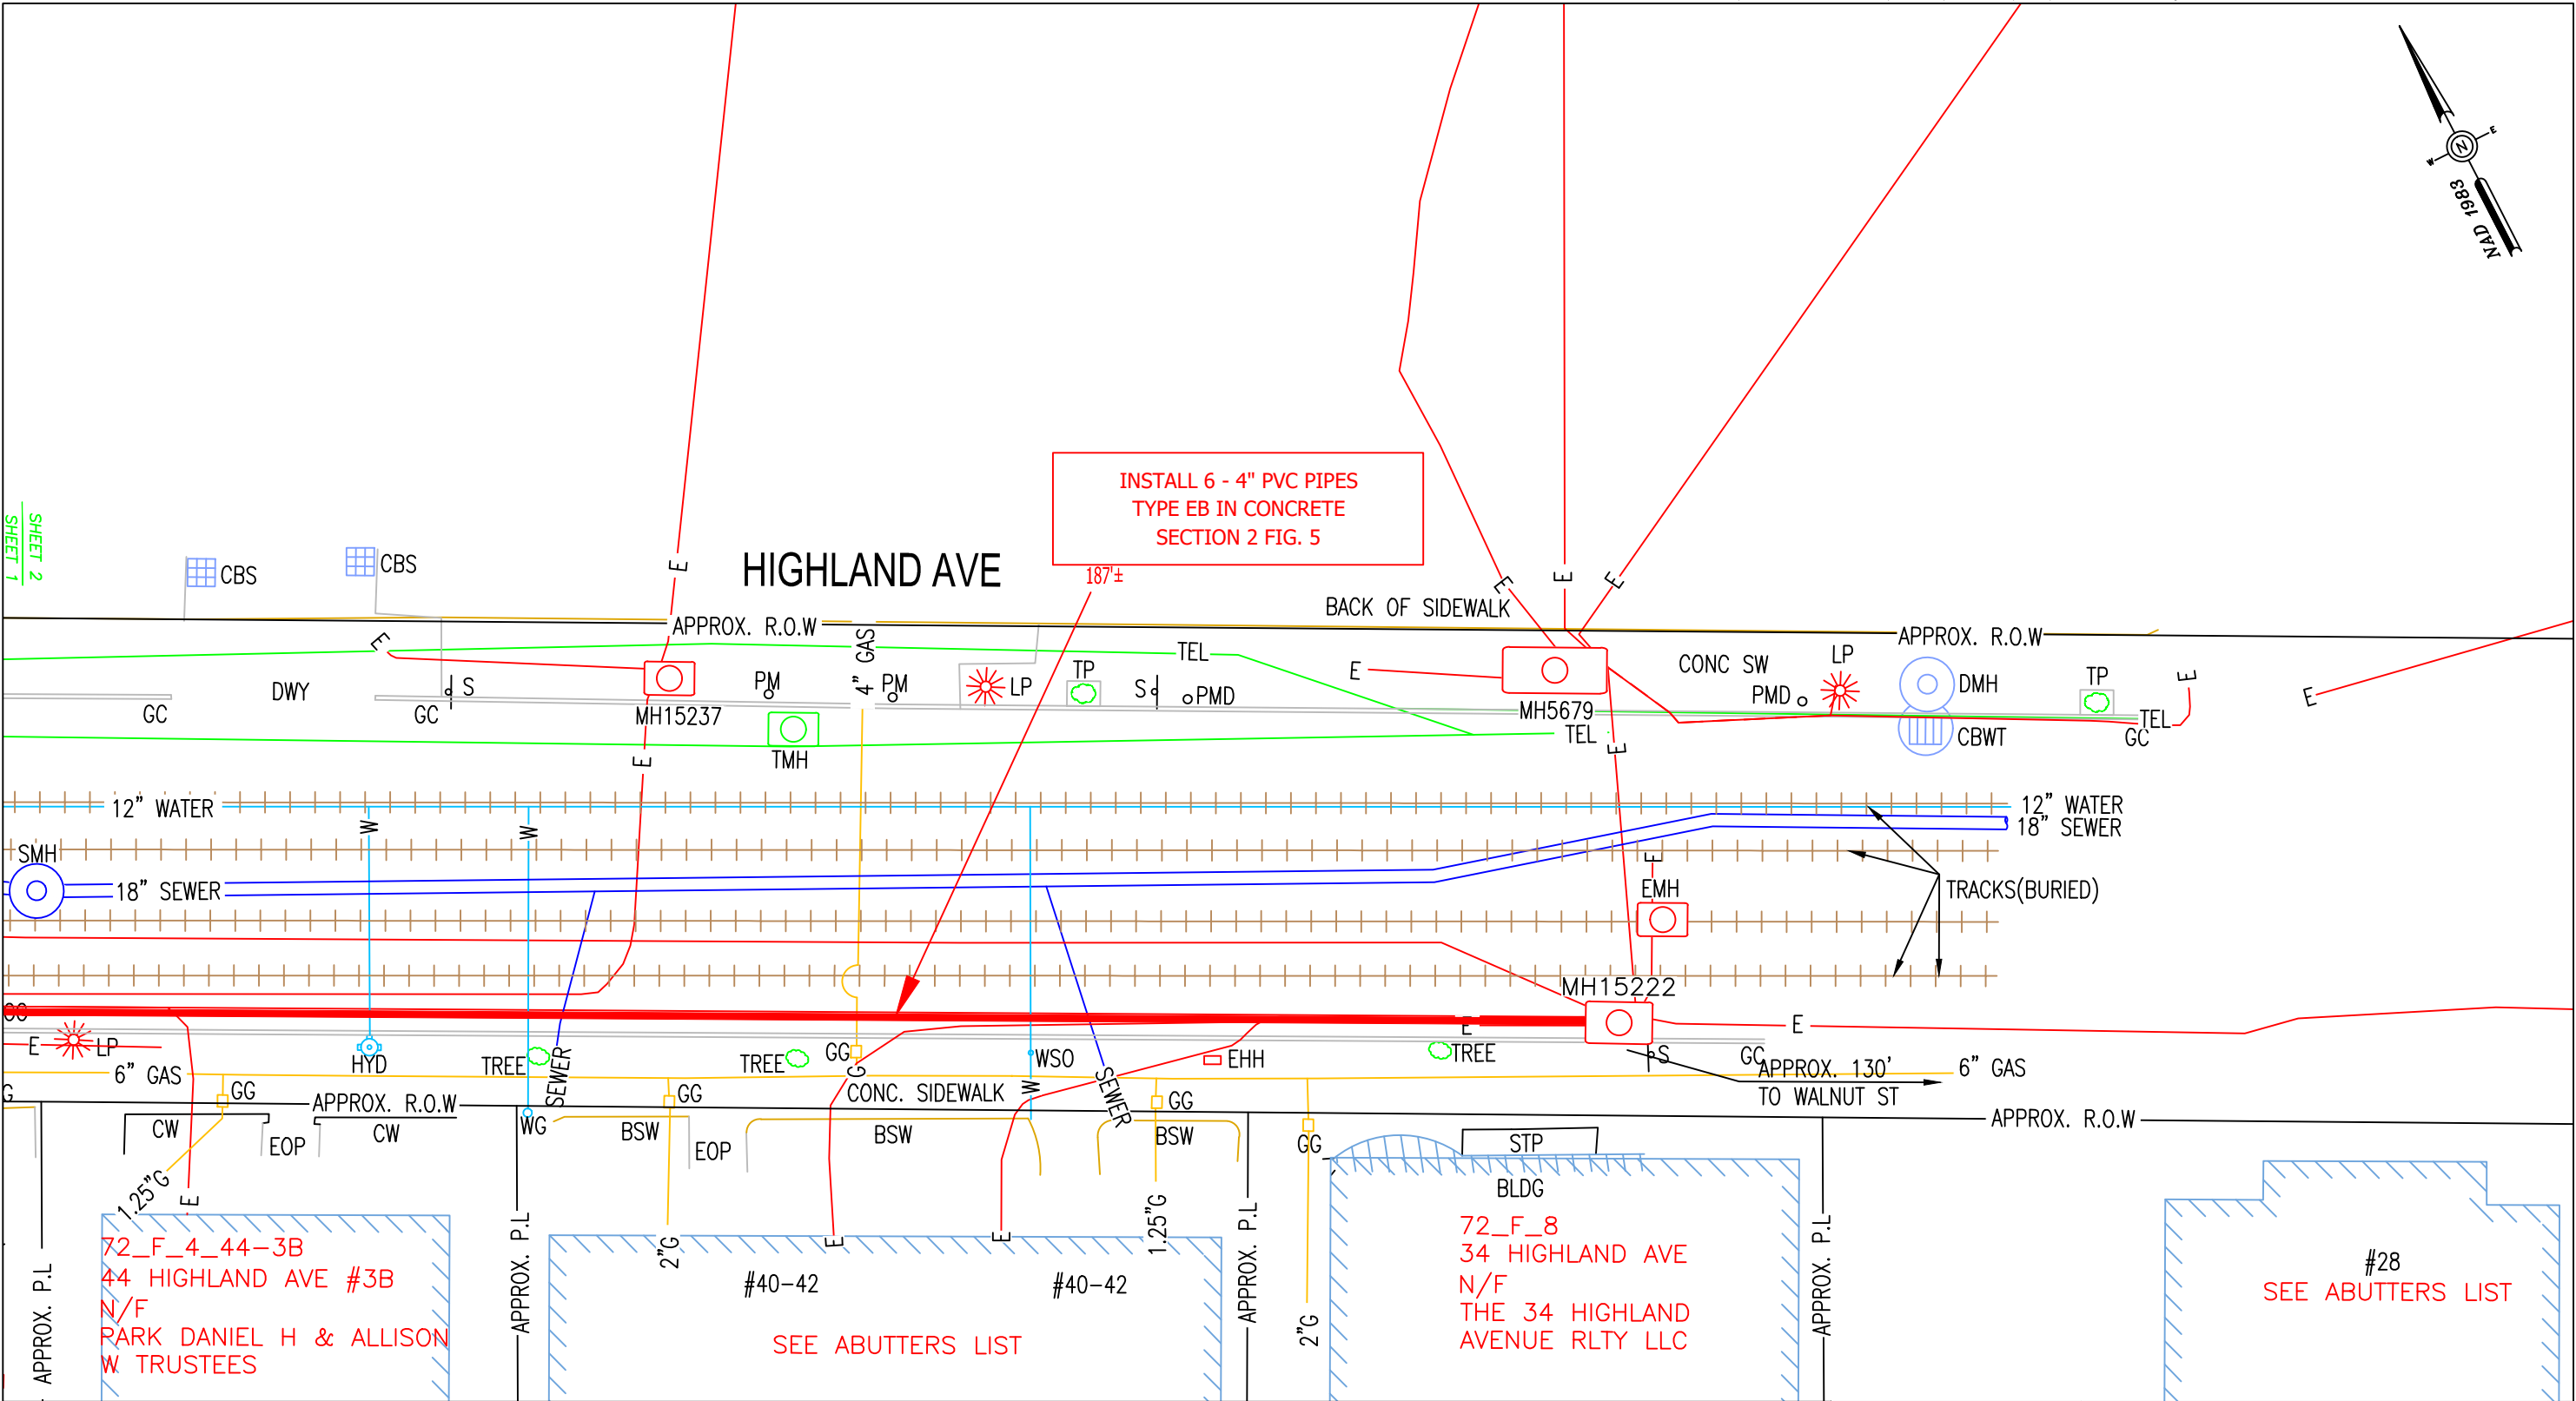 E
N
W
NAD 1983
INSTALL 6 - 4" PVC PIPES
TYPE EB IN CONCRETE
SECTION 2 FIG. 5
187'±
SHEET 2
SHEET 1
CBS
CBS
E
HIGHLAND AVE
E
E
E
BACK OF SIDEWALK
APPROX. R.O.W
APPROX. R.O.W
E
4" GAS
TEL
E
CONC SW
LP
TP
DWY
S
PM
PM
LP
TP
S
PMD
PMD
DMH
E
E
GC
GC
MH15237
MH5679
TEL
TEL
GC
CBWT
TMH
E
E
12" WATER
12" WATER
18" SEWER
W
W
SMH
E
18" SEWER
EMH
TRACKS(BURIED)
MH15222
E
E
E
LP
HYD
TREE
SEWER
TREE
GG
G
WSO
EHH
TREE
S
GC
6" GAS
6" GAS
APPROX. 130'
TO WALNUT ST
G
GG
GG
GG
GG
CONC. SIDEWALK
W
SEWER
APPROX. R.O.W
APPROX. R.O.W
CW
EOP
CW
WG
BSW
EOP
BSW
BSW
STP
BLDG
1.25"G
E
2"G
E
E
1.25"G
2"G
APPROX. P.L
APPROX. P.L
APPROX. P.L
APPROX. P.L
72_F_4_44-3B
44 HIGHLAND AVE #3B
N/F
PARK DANIEL H & ALLISON
W TRUSTEES
#40-42
#40-42
SEE ABUTTERS LIST
72_F_8
34 HIGHLAND AVE
N/F
THE 34 HIGHLAND
AVENUE RLTY LLC
#28
SEE ABUTTERS LIST